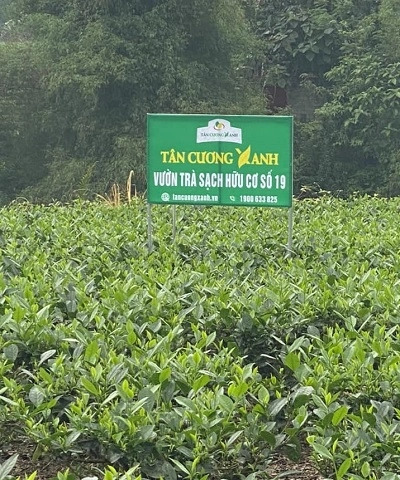 TÂN CƯƠNG XANH
TÂN CƯƠNG XANH
VƯỜN TRÀ SẠCH HỮU CƠ SỐ 19
tancuongxanh.vn 1900 633 825